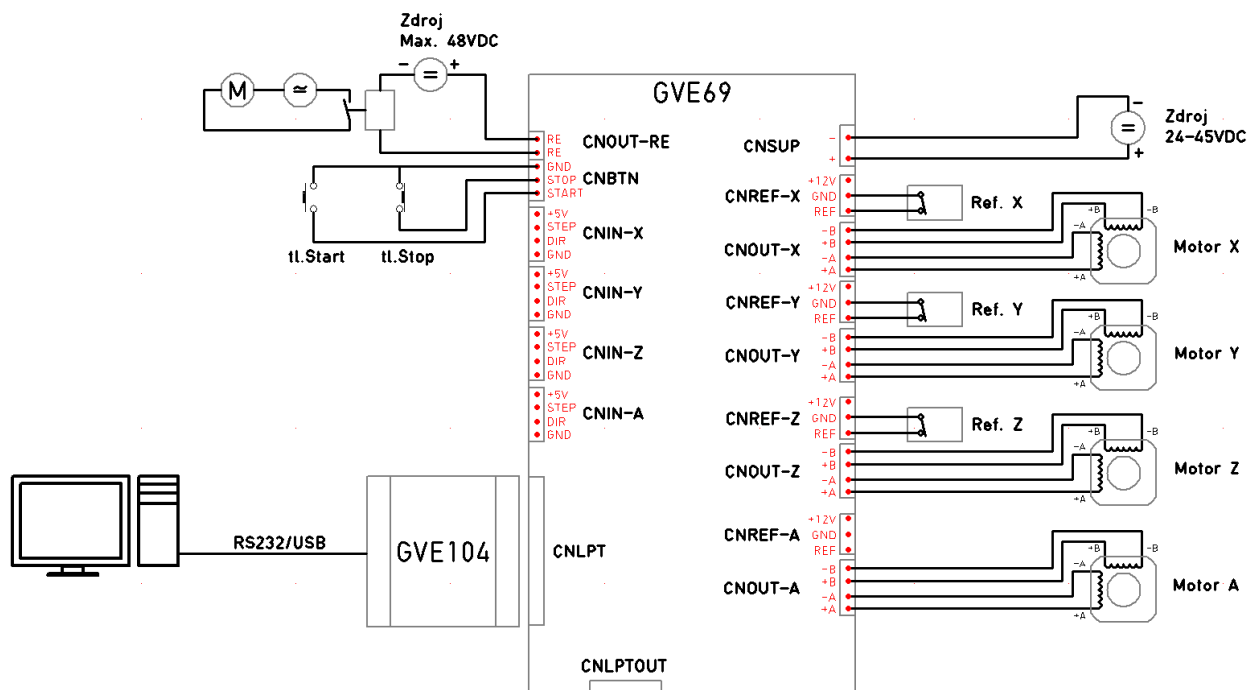 Zdroj
Max. 48VDC
- +
=
M
≃
GVE69
RE
RE
CNOUT-RE
GND
STOP
START
CNBTN
tl.Start
tl.Stop
+5V
STEP
DIR
GND
CNIN-X
+5V
STEP
DIR
GND
CNIN-Y
+5V
STEP
DIR
GND
CNIN-Z
+5V
STEP
DIR
GND
CNIN-A
RS232/USB
GVE104
CNLPT
CNLPTOUT
CNSUP
-
+
-
=
+
Zdroj
24-45VDC
CNREF-X
+12V
GND
REF
Ref. X
CNOUT-X
-B
+B
-A
+A
+B
-B
-A
+A
Motor X
CNREF-Y
+12V
GND
REF
Ref. Y
CNOUT-Y
-B
+B
-A
+A
+B
-B
-A
+A
Motor Y
CNREF-Z
+12V
GND
REF
Ref. Z
CNOUT-Z
-B
+B
-A
+A
+B
-B
-A
+A
Motor Z
CNREF-A
+12V
GND
REF
CNOUT-A
-B
+B
-A
+A
+B
-B
-A
+A
Motor A